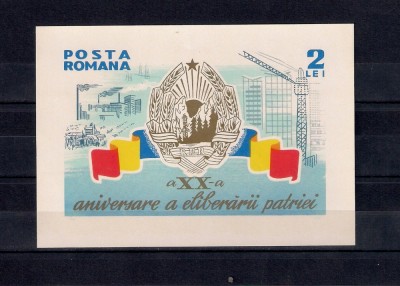 POSTA
ROMANA
2
LEI
a XX-a
aniversare a eliberării patriei